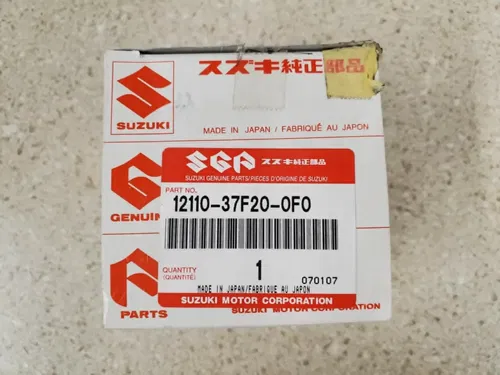 スズキ純正部品
SUZUKI
MADE IN JAPAN / FABRIQUÉ AU JAPON
G
GENUIN
P
PARTS
SGP スズキ純正部品
SUZUKI GENUINE PARTS/PIECES D'ORIGINE DE SUZUKI
PART NO.
12110-37F20-0F0
QUANTITY
(QUANTITÉ)
1
070107
MADE IN JAPAN/FABRIQUE AU JAPON
SUZUKI MOTOR CORPORATION
SUZUKI MOTOR CORPORATION